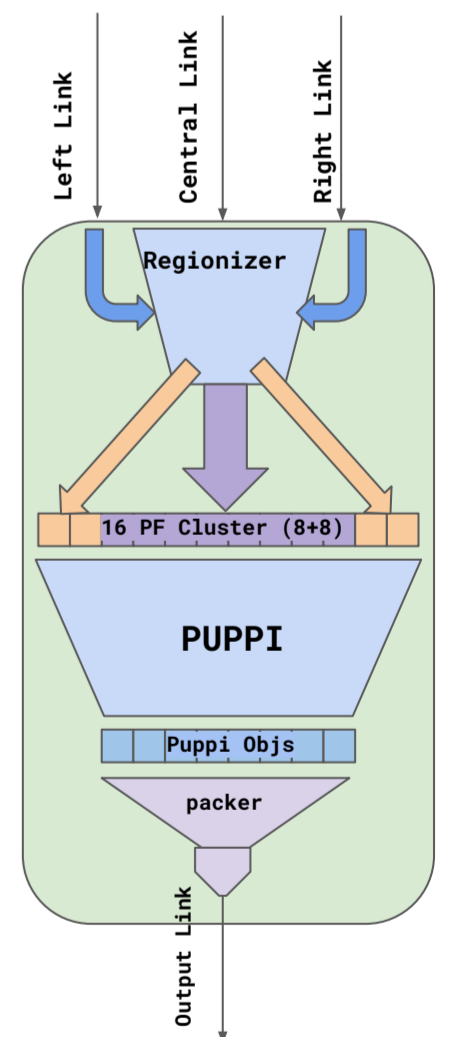 Left Link
Central Link
Right Link
Regionizer
16 PF Cluster (8+8)
PUPPI
Puppi Objs
packer
Output Link